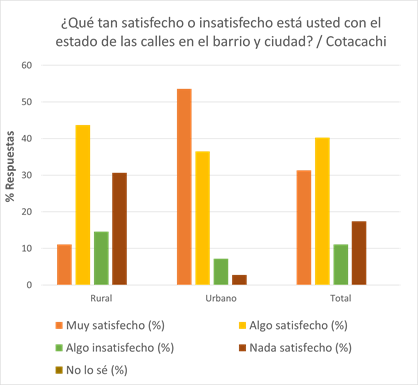 ¿Qué tan satisfecho o insatisfecho está usted con el
estado de las calles en el barrio y ciudad? / Cotacachi
% Respuestas
60
50
40
30
20
10
0
Rural Urbano Total
Muy satisfecho (%) Algo satisfecho (%)
Algo insatisfecho (%) Nada satisfecho (%)
No lo sé (%)